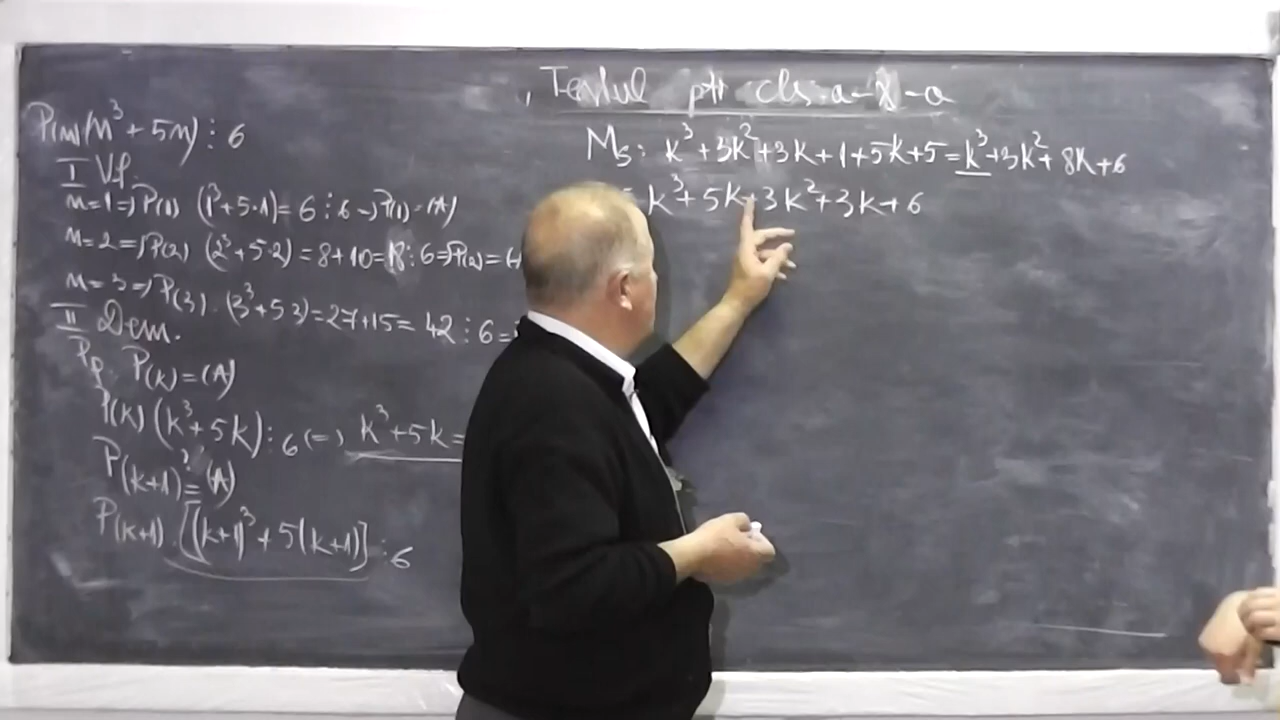 Testul ptr cls. a-X-a
P(n) (n³ + 5n) ⋮ 6
I Vf.
n=1 => P(1) (1³+5·1) = 6 ⋮ 6 → P(1) = (A)
n=2 => P(2) (2³+5·2) = 8+10 = 18 ⋮ 6 => P(2) = (A
n=3 => P(3). (3³+5·3) = 27+15 = 42 ⋮ 6 =
II Dem.
Pp. P(k) = (A)
P(k) (k³+5k) ⋮ 6 (=) k³+5k =
P(k+1) ?= (A)
P(k+1) [(k+1)³ + 5(k+1)] ⋮ 6
Ms: k³+3k²+3k+1+5k+5 = k³+3k²+8k+6
= k³+5k+3k²+3k+6